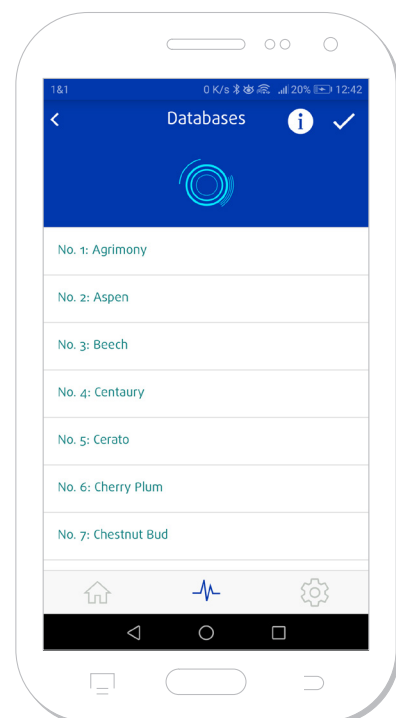 1&1 0 K/s 20% 12:42
Databases
No. 1: Agrimony
No. 2: Aspen
No. 3: Beech
No. 4: Centaury
No. 5: Cerato
No. 6: Cherry Plum
No. 7: Chestnut Bud